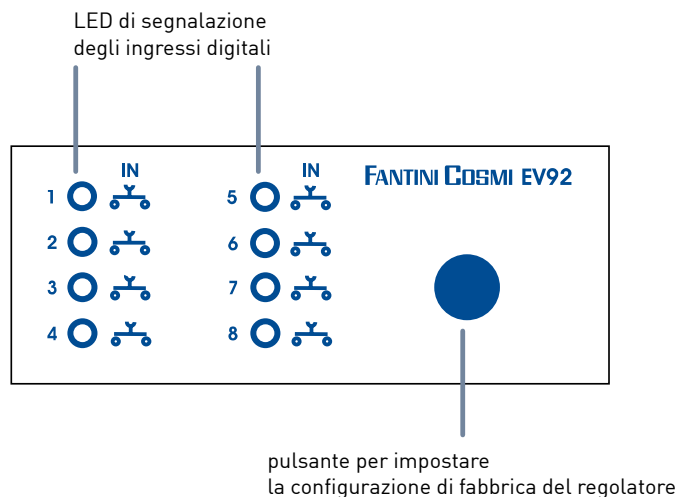 LED di segnalazione
degli ingressi digitali
IN IN FANTINI COSMI EV92
1 5
2 6
3 7
4 8
pulsante per impostare
la configurazione di fabbrica del regolatore